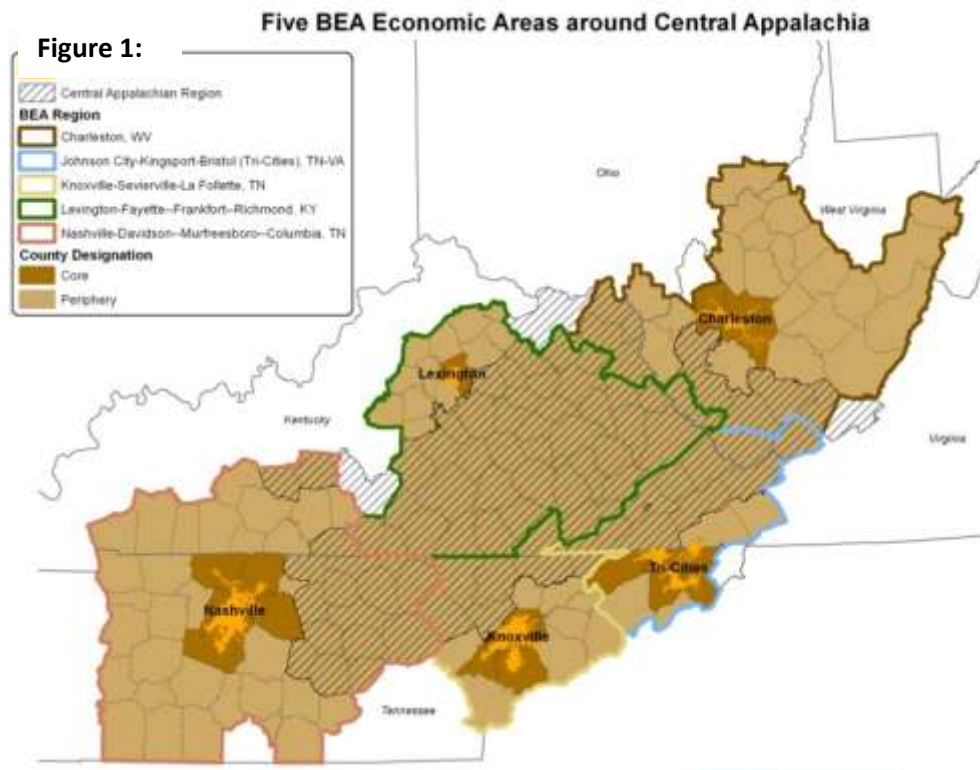 Five BEA Economic Areas around Central Appalachia
Figure 1:
Central Appalachian Region
BEA Region
Charleston, WV
Johnson City-Kingsport-Bristol (Tri-Cities), TN-VA
Knoxville-Sevierville-La Follette, TN
Lexington-Fayette--Frankfort--Richmond, KY
Nashville-Davidson--Murfreesboro--Columbia, TN
County Designation
Core
Periphery
Ohio
West Virginia
Charleston
Lexington
Kentucky
Virginia
Tri-Cities
Nashville
Knoxville
Tennessee